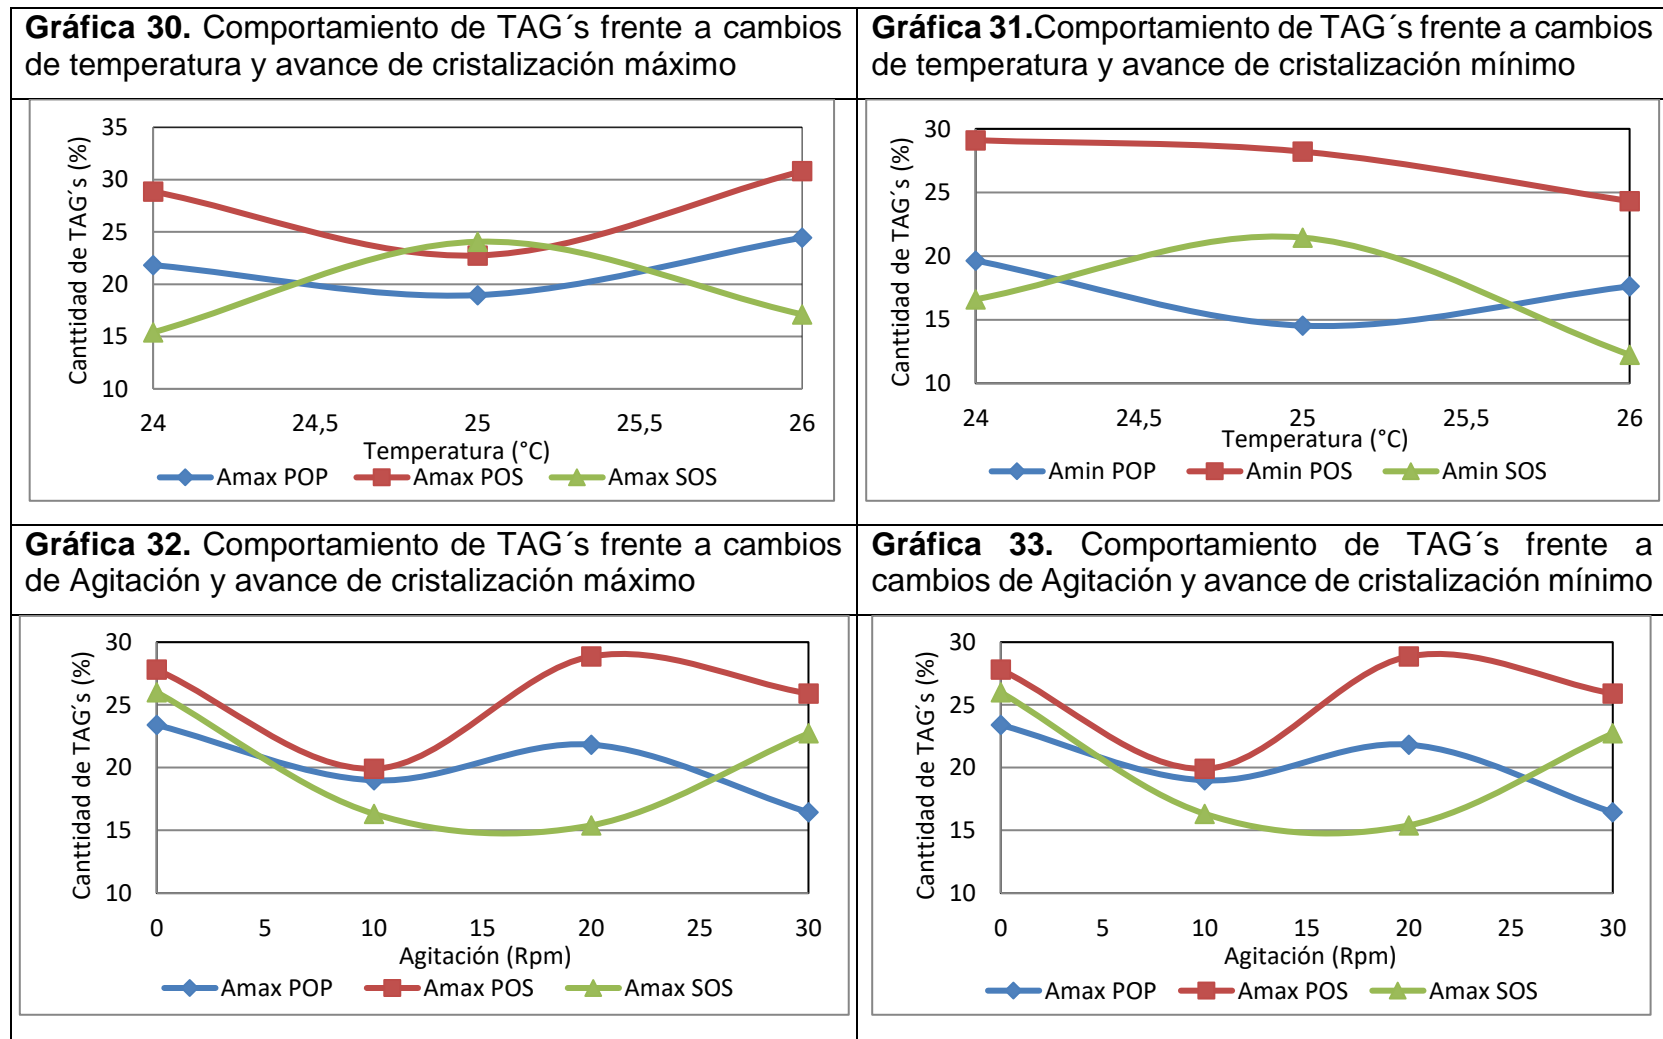 Gráfica 30. Comportamiento de TAG´s frente a cambios
de temperatura y avance de cristalización máximo
Gráfica 31.Comportamiento de TAG´s frente a cambios
de temperatura y avance de cristalización mínimo
Canttidad de TAG´s (%)
35
30
25
20
15
10
24
24,5
25
25,5
26
Temperatura (°C)
Amax POP
Amax POS
Amax SOS
Canttidad de TAG´s (%)
30
25
20
15
10
24
24,5
25
25,5
26
Temperatura (°C)
Amin POP
Amin POS
Amin SOS
Gráfica 32. Comportamiento de TAG´s frente a cambios
de Agitación y avance de cristalización máximo
Gráfica 33. Comportamiento de TAG´s frente a
cambios de Agitación y avance de cristalización mínimo
Canttidad de TAG´s (%)
30
25
20
15
10
0
5
10
15
20
25
30
Agitación (Rpm)
Amax POP
Amax POS
Amax SOS
Canttidad de TAG´s (%)
30
25
20
15
10
0
5
10
15
20
25
30
Agitación (Rpm)
Amax POP
Amax POS
Amax SOS